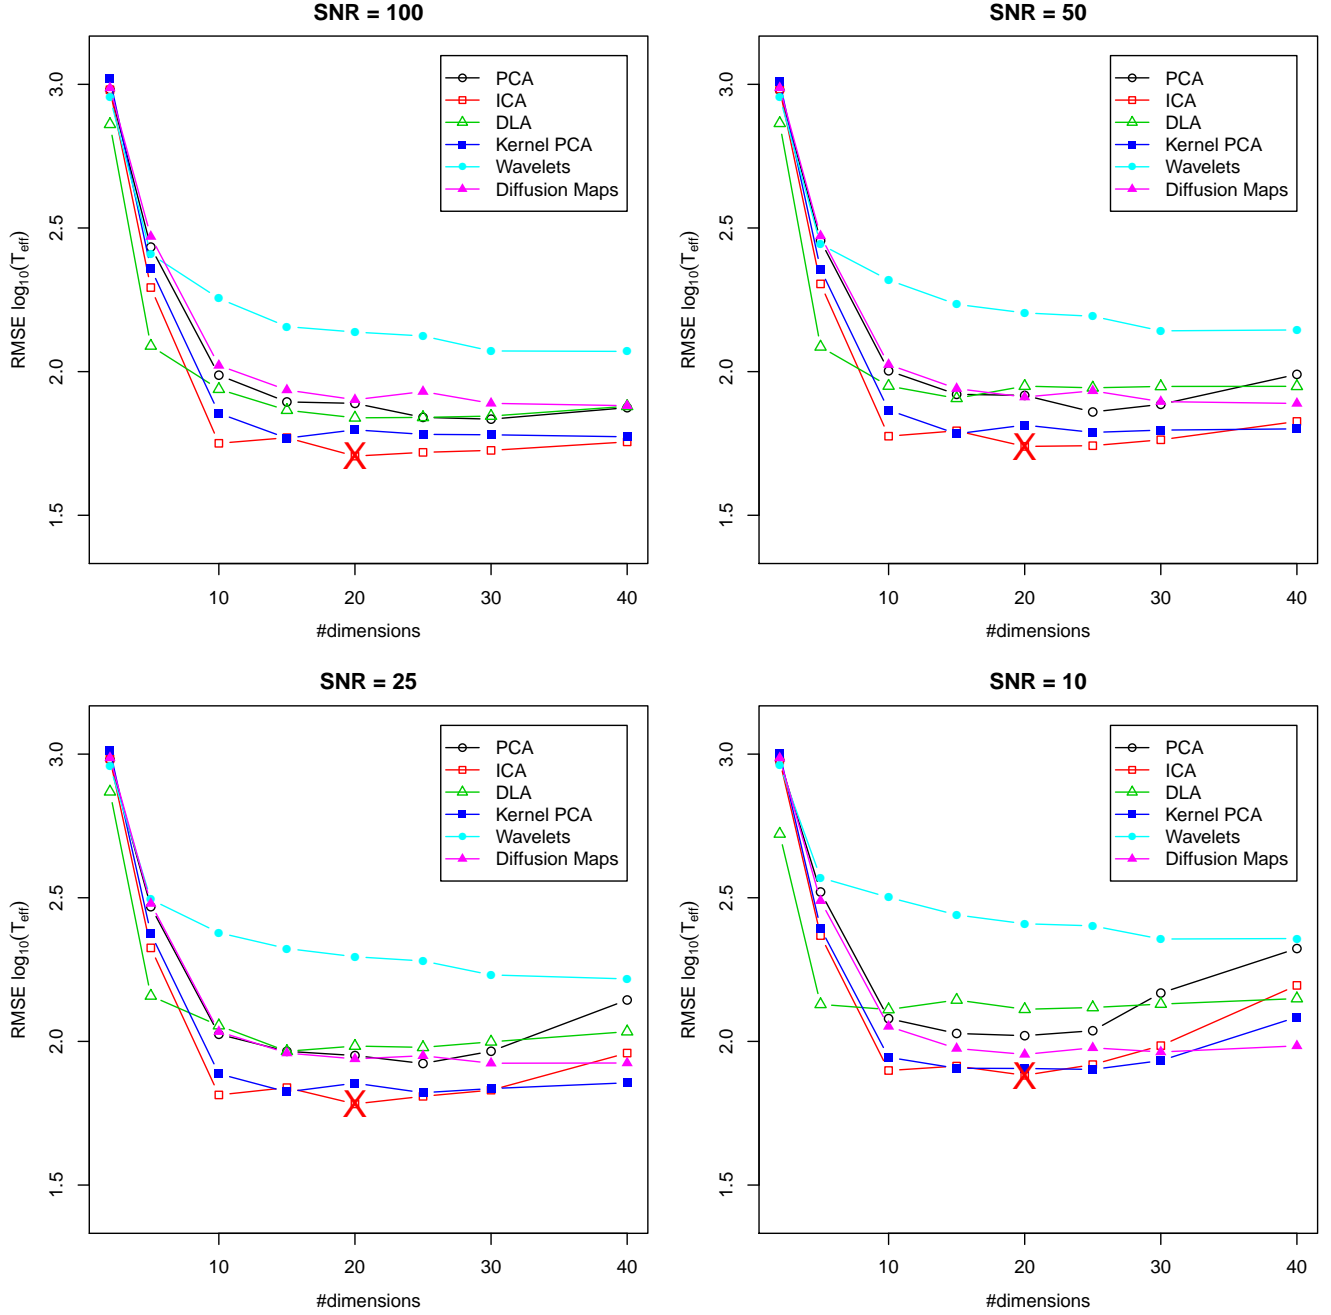 SNR = 100
3.0
2.5
2.0
1.5
RMSE log₁₀(Tₑff)
PCA
ICA
DLA
Kernel PCA
Wavelets
Diffusion Maps
10
20
30
40
#dimensions
SNR = 50
3.0
2.5
2.0
1.5
RMSE log₁₀(Tₑff)
PCA
ICA
DLA
Kernel PCA
Wavelets
Diffusion Maps
10
20
30
40
#dimensions
SNR = 25
3.0
2.5
2.0
1.5
RMSE log₁₀(Tₑff)
PCA
ICA
DLA
Kernel PCA
Wavelets
Diffusion Maps
10
20
30
40
#dimensions
SNR = 10
3.0
2.5
2.0
1.5
RMSE log₁₀(Tₑff)
PCA
ICA
DLA
Kernel PCA
Wavelets
Diffusion Maps
10
20
30
40
#dimensions